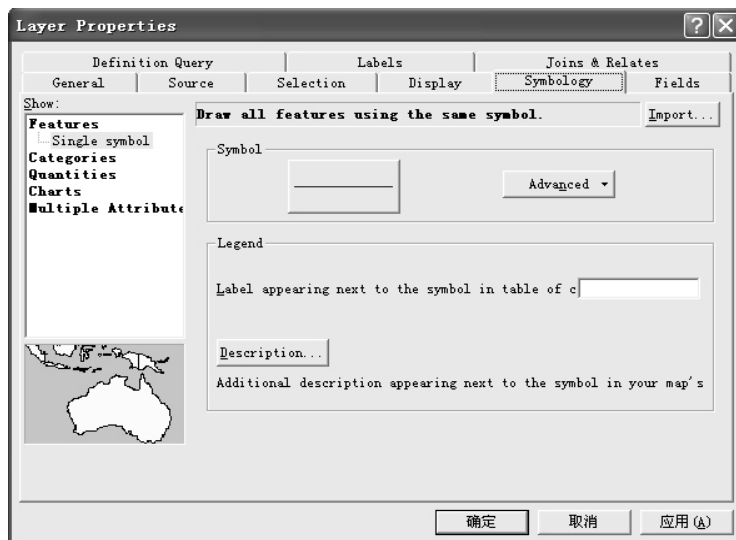 Layer Properties
Definition Query Labels Joins & Relates
General Source Selection Display Symbology Fields
Show:
Features
Single symbol
Categories
Quantities
Charts
Multiple Attribute
Draw all features using the same symbol.
Import...
Symbol
Advanced
Legend
Label appearing next to the symbol in table of c
Description...
Additional description appearing next to the symbol in your map's
确定 取消 应用(A)